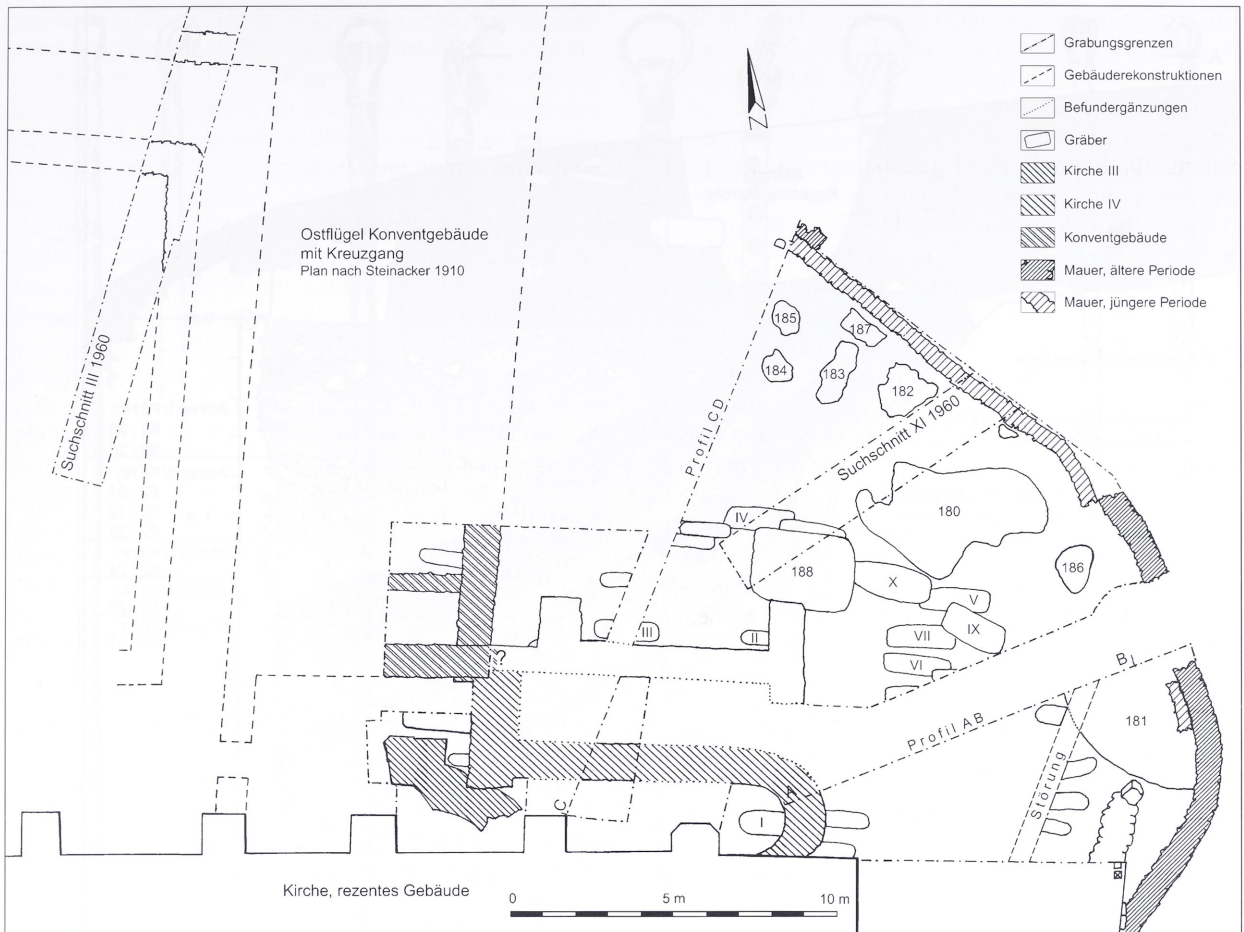 Grabungsgrenzen
Gebäuderekonstruktionen
Befundergänzungen
Gräber
Kirche III
Kirche IV
Konventgebäude
Mauer, ältere Periode
Mauer, jüngere Periode
N
Ostflügel Konventgebäude
mit Kreuzgang
Plan nach Steinacker 1910
Suchschnitt III 1960
D
185
187
184
183
182
Profil CD
Suchschnitt XI 1960
IV
180
188
186
X
V
IX
VII
VI
III
II
?
B
181
Profil AB
Störung
A
C
I
Kirche, rezentes Gebäude
0 5 m 10 m